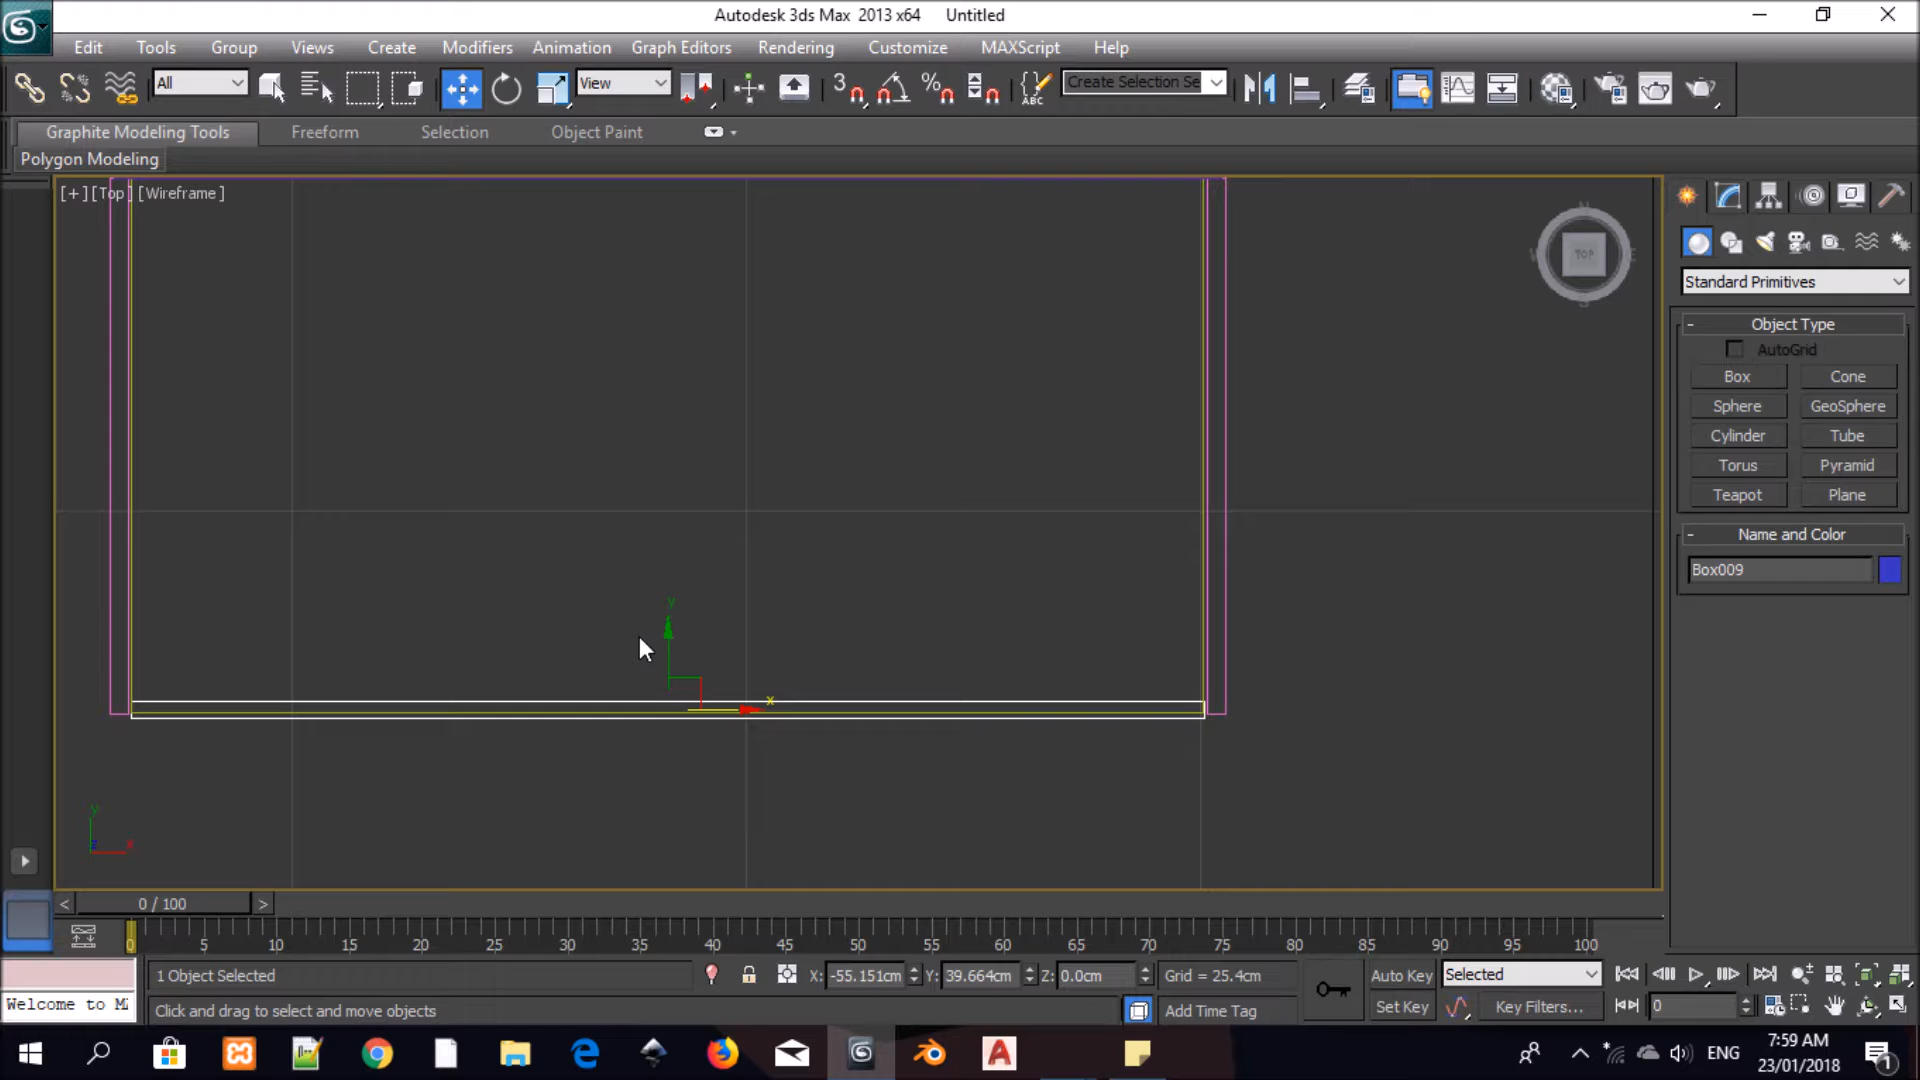 Autodesk 3ds Max 2013 x64 Untitled
Edit Tools Group Views Create Modifiers Animation Graph Editors Rendering Customize MAXScript Help
All View 3 % ABC Create Selection Se
Graphite Modeling Tools Freeform Selection Object Paint
Polygon Modeling
[+] [Top] [Wireframe]
TOP
Standard Primitives
- Object Type
AutoGrid
Box Cone
Sphere GeoSphere
Cylinder Tube
Torus Pyramid
Teapot Plane
- Name and Color
Box009
y
x
y
z x
< 0 / 100 >
0 5 10 15 20 25 30 35 40 45 50 55 60 65 70 75 80 85 90 95 100
1 Object Selected X: -55.151cm Y: 39.664cm Z: 0.0cm Grid = 25.4cm Auto Key Selected
Welcome to MA Click and drag to select and move objects Add Time Tag Set Key Key Filters... 0
ENG 7:59 AM
23/01/2018 1